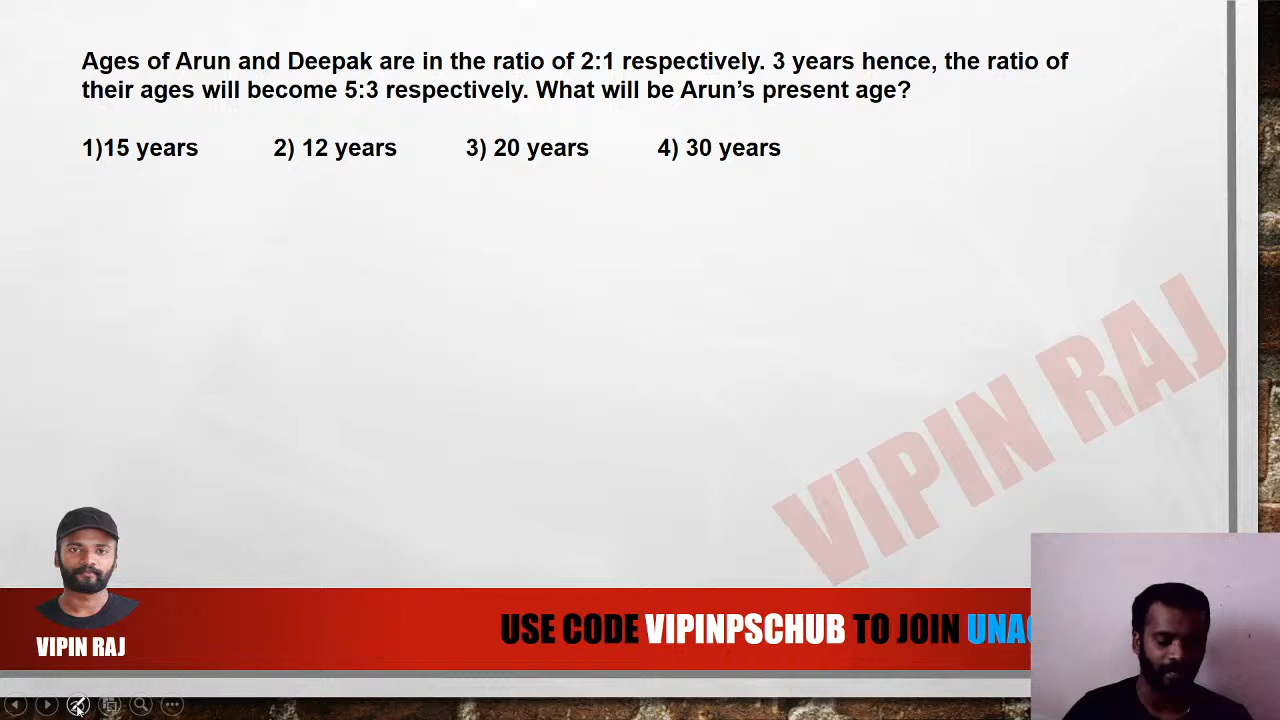 Ages of Arun and Deepak are in the ratio of 2:1 respectively. 3 years hence, the ratio of
their ages will become 5:3 respectively. What will be Arun’s present age?
1)15 years 2) 12 years 3) 20 years 4) 30 years
VIPIN RAJ
VIPIN RAJ
USE CODE VIPINPSCHUB TO JOIN